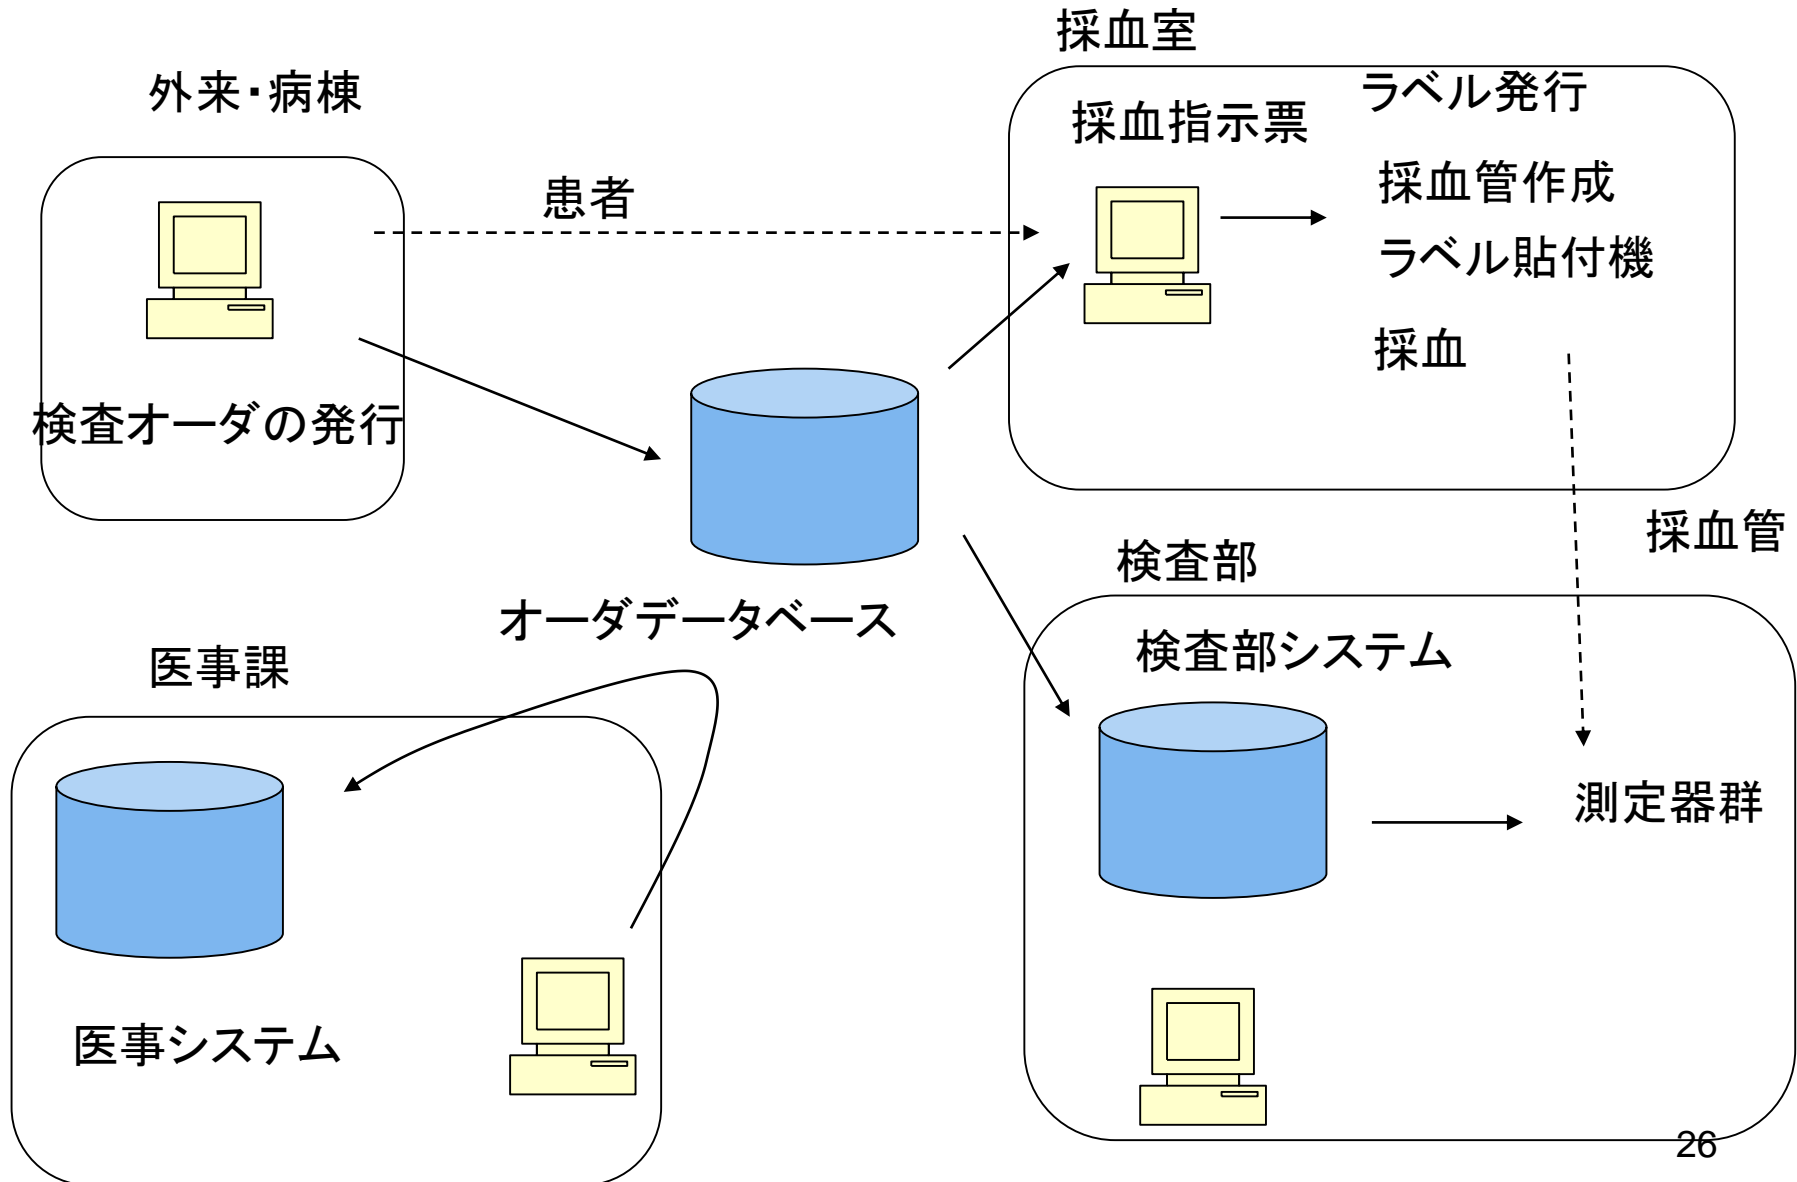 採血室
外来・病棟
ラベル発行
採血指示票
患者
採血管作成
ラベル貼付機
採血
検査オーダの発行
採血管
検査部
オーダデータベース
検査部システム
医事課
測定器群
医事システム
26